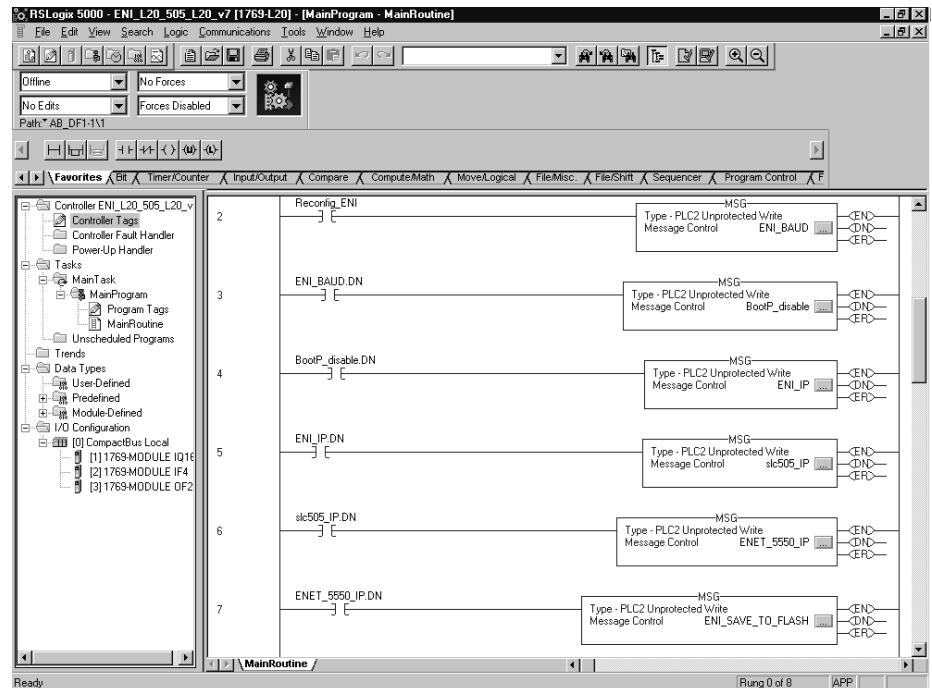 RSLogix 5000 - ENI_L20_505_L20_v7 [1769-L20] - [MainProgram - MainRoutine]
File Edit View Search Logic Communications Tools Window Help
Offline No Forces
No Edits Forces Disabled
Path: AB_DF1-1\1
Favorites Bit Timer/Counter Input/Output Compare Compute/Math Move/Logical File/Misc. File/Shift Sequencer Program Control F
Controller ENI_L20_505_L20_v
Controller Tags
Controller Fault Handler
Power-Up Handler
Tasks
MainTask
MainProgram
Program Tags
MainRoutine
Unscheduled Programs
Trends
Data Types
User-Defined
Predefined
Module-Defined
I/O Configuration
[0] CompactBus Local
[1] 1769-MODULE IQ16
[2] 1769-MODULE IF4
[3] 1769-MODULE OF2
2
Reconfig_ENI
MSG
Type - PLC2 Unprotected Write
Message Control ENI_BAUD ...
EN
DN
ER
3
ENI_BAUD.DN
MSG
Type - PLC2 Unprotected Write
Message Control BootP_disable ...
EN
DN
ER
4
BootP_disable.DN
MSG
Type - PLC2 Unprotected Write
Message Control ENI_IP ...
EN
DN
ER
5
ENI_IP.DN
MSG
Type - PLC2 Unprotected Write
Message Control slc505_IP ...
EN
DN
ER
6
slc505_IP.DN
MSG
Type - PLC2 Unprotected Write
Message Control ENET_5550_IP ...
EN
DN
ER
7
ENET_5550_IP.DN
MSG
Type - PLC2 Unprotected Write
Message Control ENI_SAVE_TO_FLASH ...
EN
DN
ER
MainRoutine
Ready Rung 0 of 8 APP